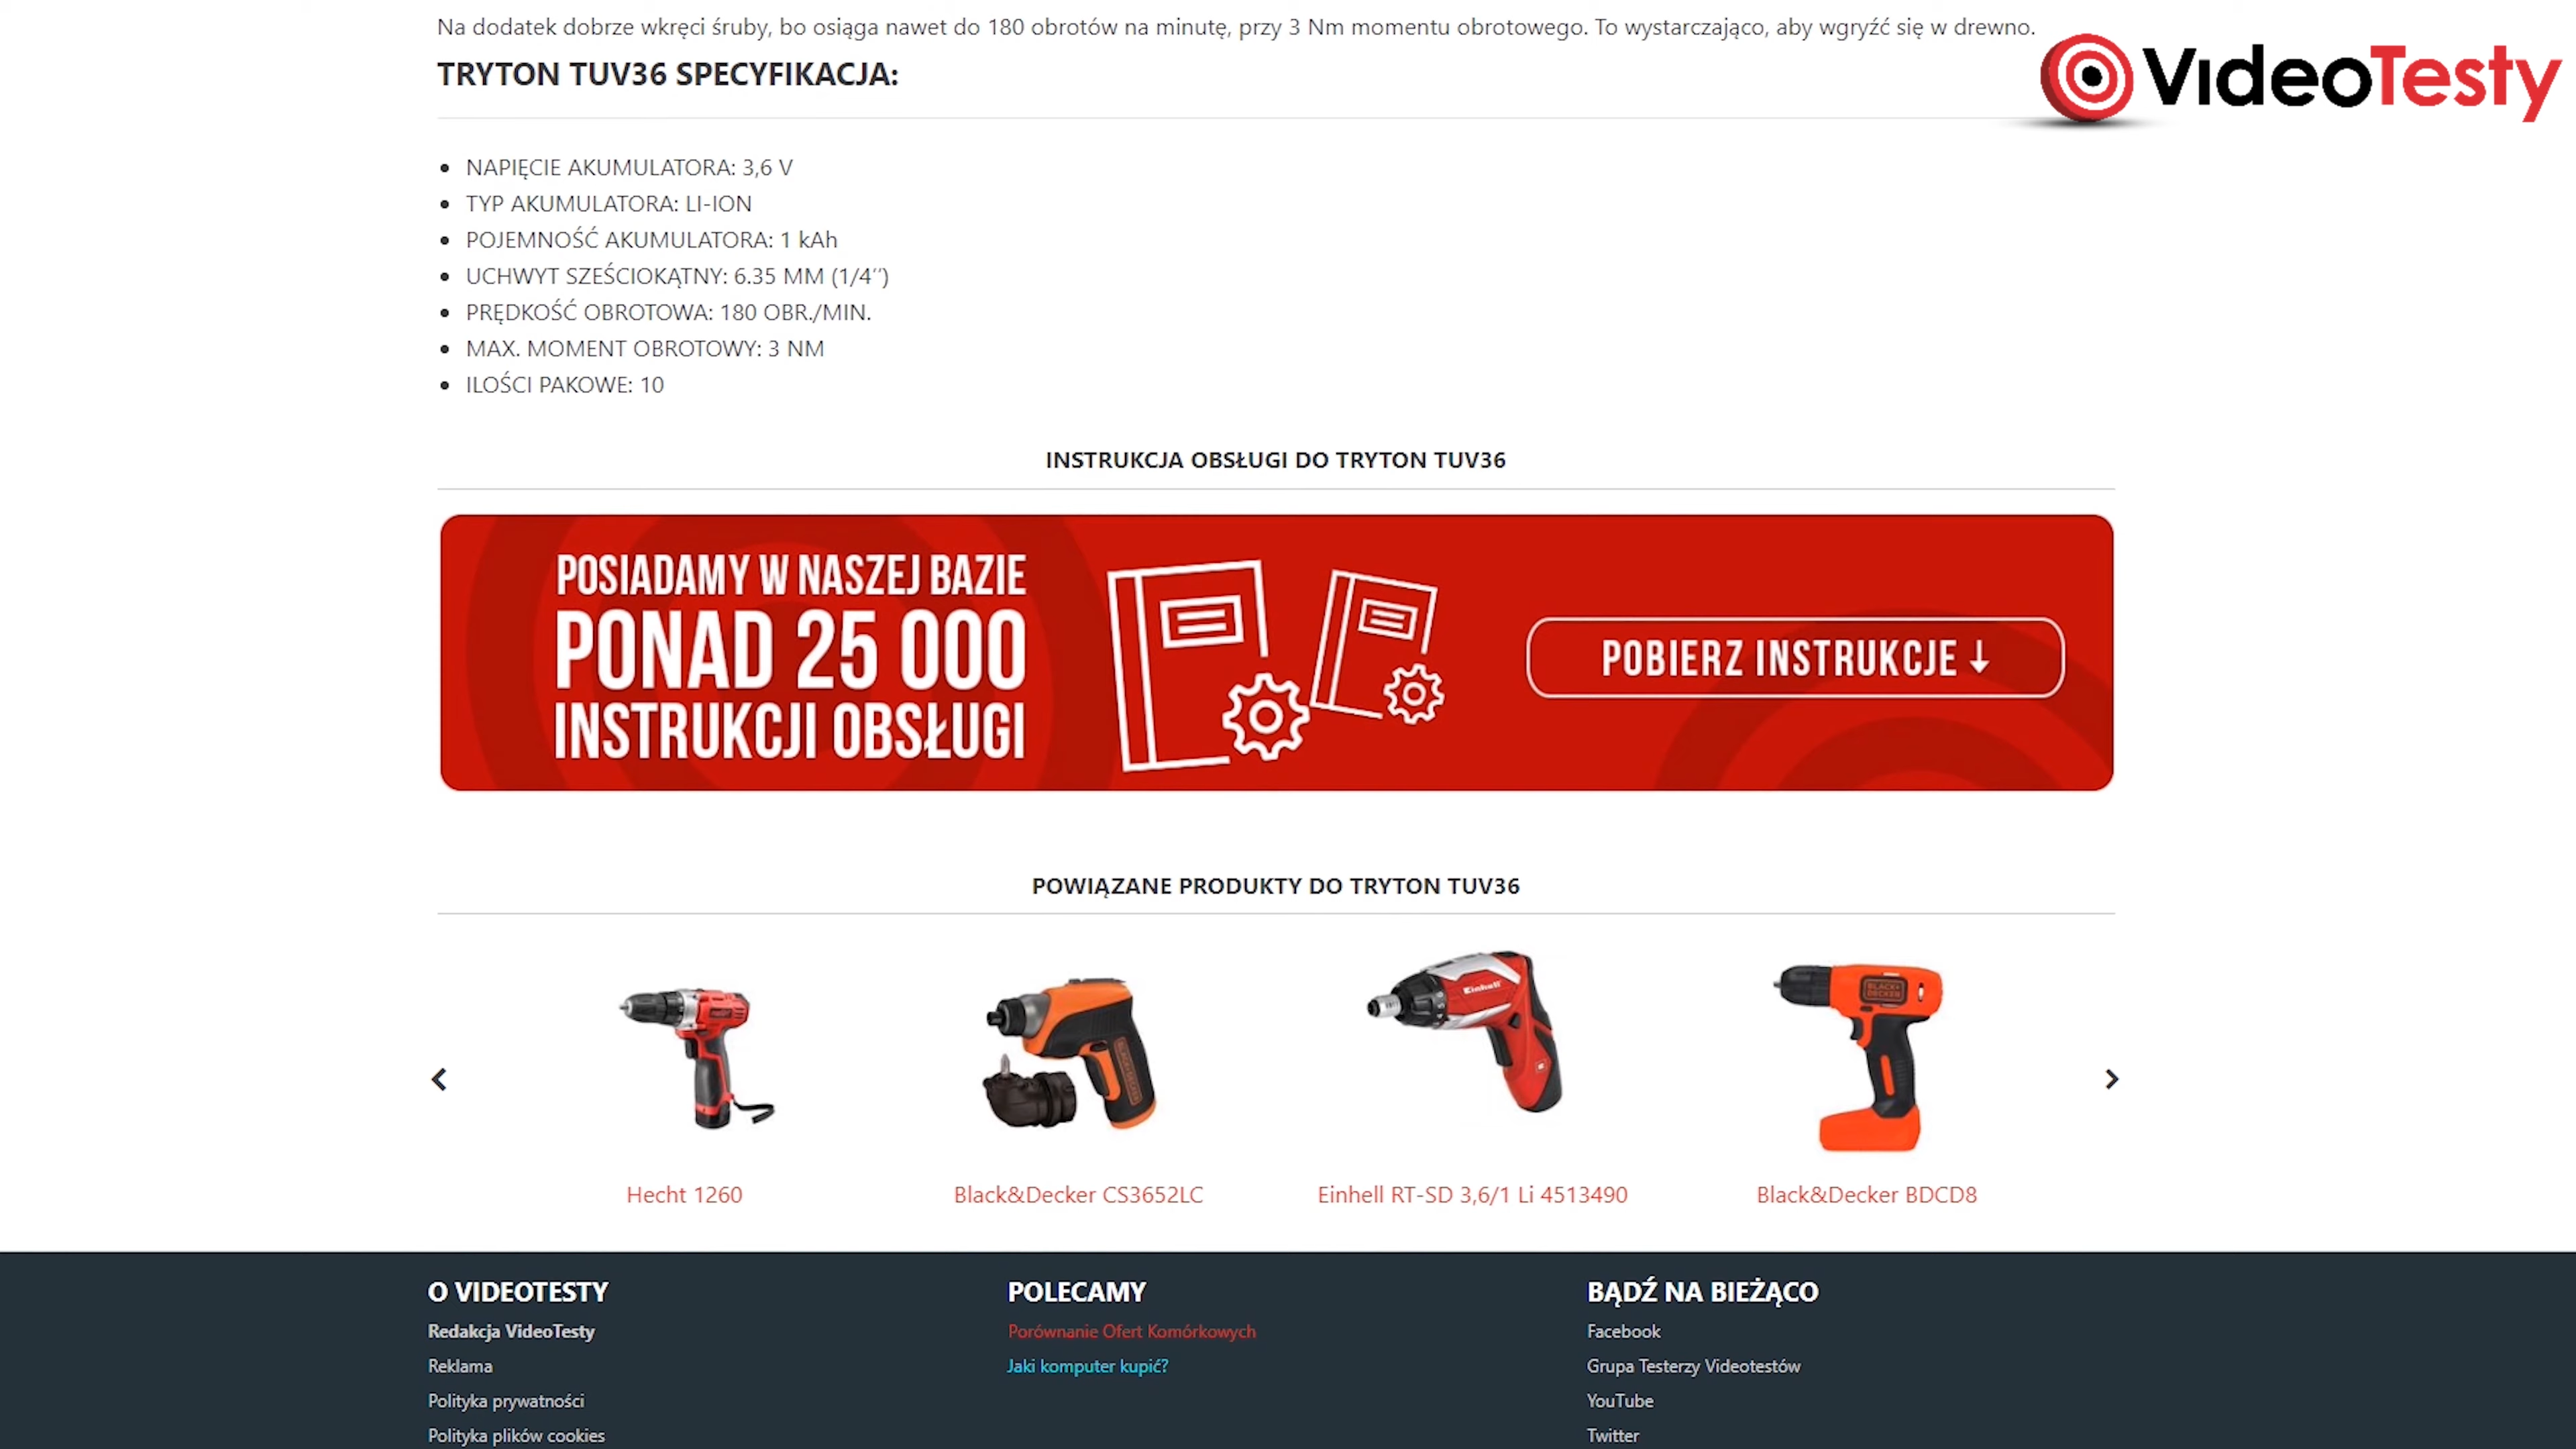 Na dodatek dobrze wkręci śruby, bo osiąga nawet do 180 obrotów na minutę, przy 3 Nm momentu obrotowego. To wystarczająco, aby wgryźć się w drewno.
VideoTesty
TRYTON TUV36 SPECYFIKACJA:
NAPIĘCIE AKUMULATORA: 3,6 V
TYP AKUMULATORA: LI-ION
POJEMNOŚĆ AKUMULATORA: 1 kAh
UCHWYT SZEŚCIOKĄTNY: 6.35 MM (1/4′′)
PRĘDKOŚĆ OBROTOWA: 180 OBR./MIN.
MAX. MOMENT OBROTOWY: 3 NM
ILOŚCI PAKOWE: 10
INSTRUKCJA OBSŁUGI DO TRYTON TUV36
POSIADAMY W NASZEJ BAZIE
PONAD 25 000
INSTRUKCJI OBSŁUGI
POBIERZ INSTRUKCJE ↓
POWIĄZANE PRODUKTY DO TRYTON TUV36
Einhell
BLACK+
DECKER
Hecht 1260
Black&Decker CS3652LC
Einhell RT-SD 3,6/1 Li 4513490
Black&Decker BDCD8
O VIDEOTESTY
Redakcja VideoTesty
Reklama
Polityka prywatności
Polityka plików cookies
POLECAMY
Porównanie Ofert Komórkowych
Jaki komputer kupić?
BĄDŹ NA BIEŻĄCO
Facebook
Grupa Testerzy Videotestów
YouTube
Twitter